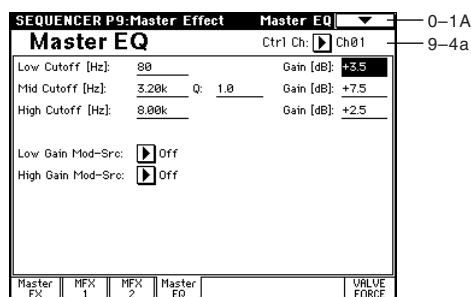 SEQUENCER P9:Master Effect Master EQ 0–1A
Master EQ Ctrl Ch: Ch01 9–4a
Low Cutoff [Hz]: 80 Gain [dB]: +3.5
Mid Cutoff [Hz]: 3.20k Q: 1.0 Gain [dB]: +7.5
High Cutoff [Hz]: 8.00k Gain [dB]: +2.5
Low Gain Mod-Src: Off
High Gain Mod-Src: Off
Master FX MFX 1 MFX 2 Master EQ VALVE FORCE